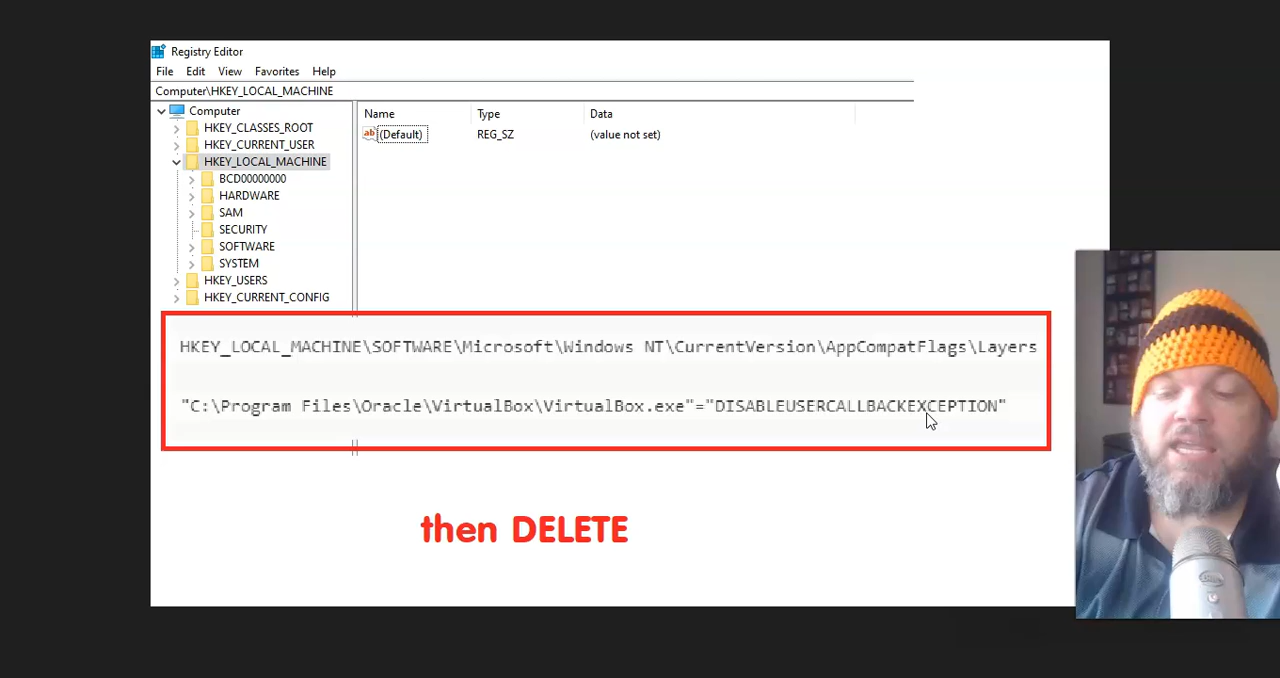 Registry Editor
File Edit View Favorites Help
Computer\HKEY_LOCAL_MACHINE
Computer
HKEY_CLASSES_ROOT
HKEY_CURRENT_USER
HKEY_LOCAL_MACHINE
BCD00000000
HARDWARE
SAM
SECURITY
SOFTWARE
SYSTEM
HKEY_USERS
HKEY_CURRENT_CONFIG
Name Type Data
ab (Default) REG_SZ (value not set)
HKEY_LOCAL_MACHINE\SOFTWARE\Microsoft\Windows NT\CurrentVersion\AppCompatFlags\Layers
"C:\Program Files\Oracle\VirtualBox\VirtualBox.exe"="DISABLEUSERCALLBACKEXCEPTION"
then DELETE